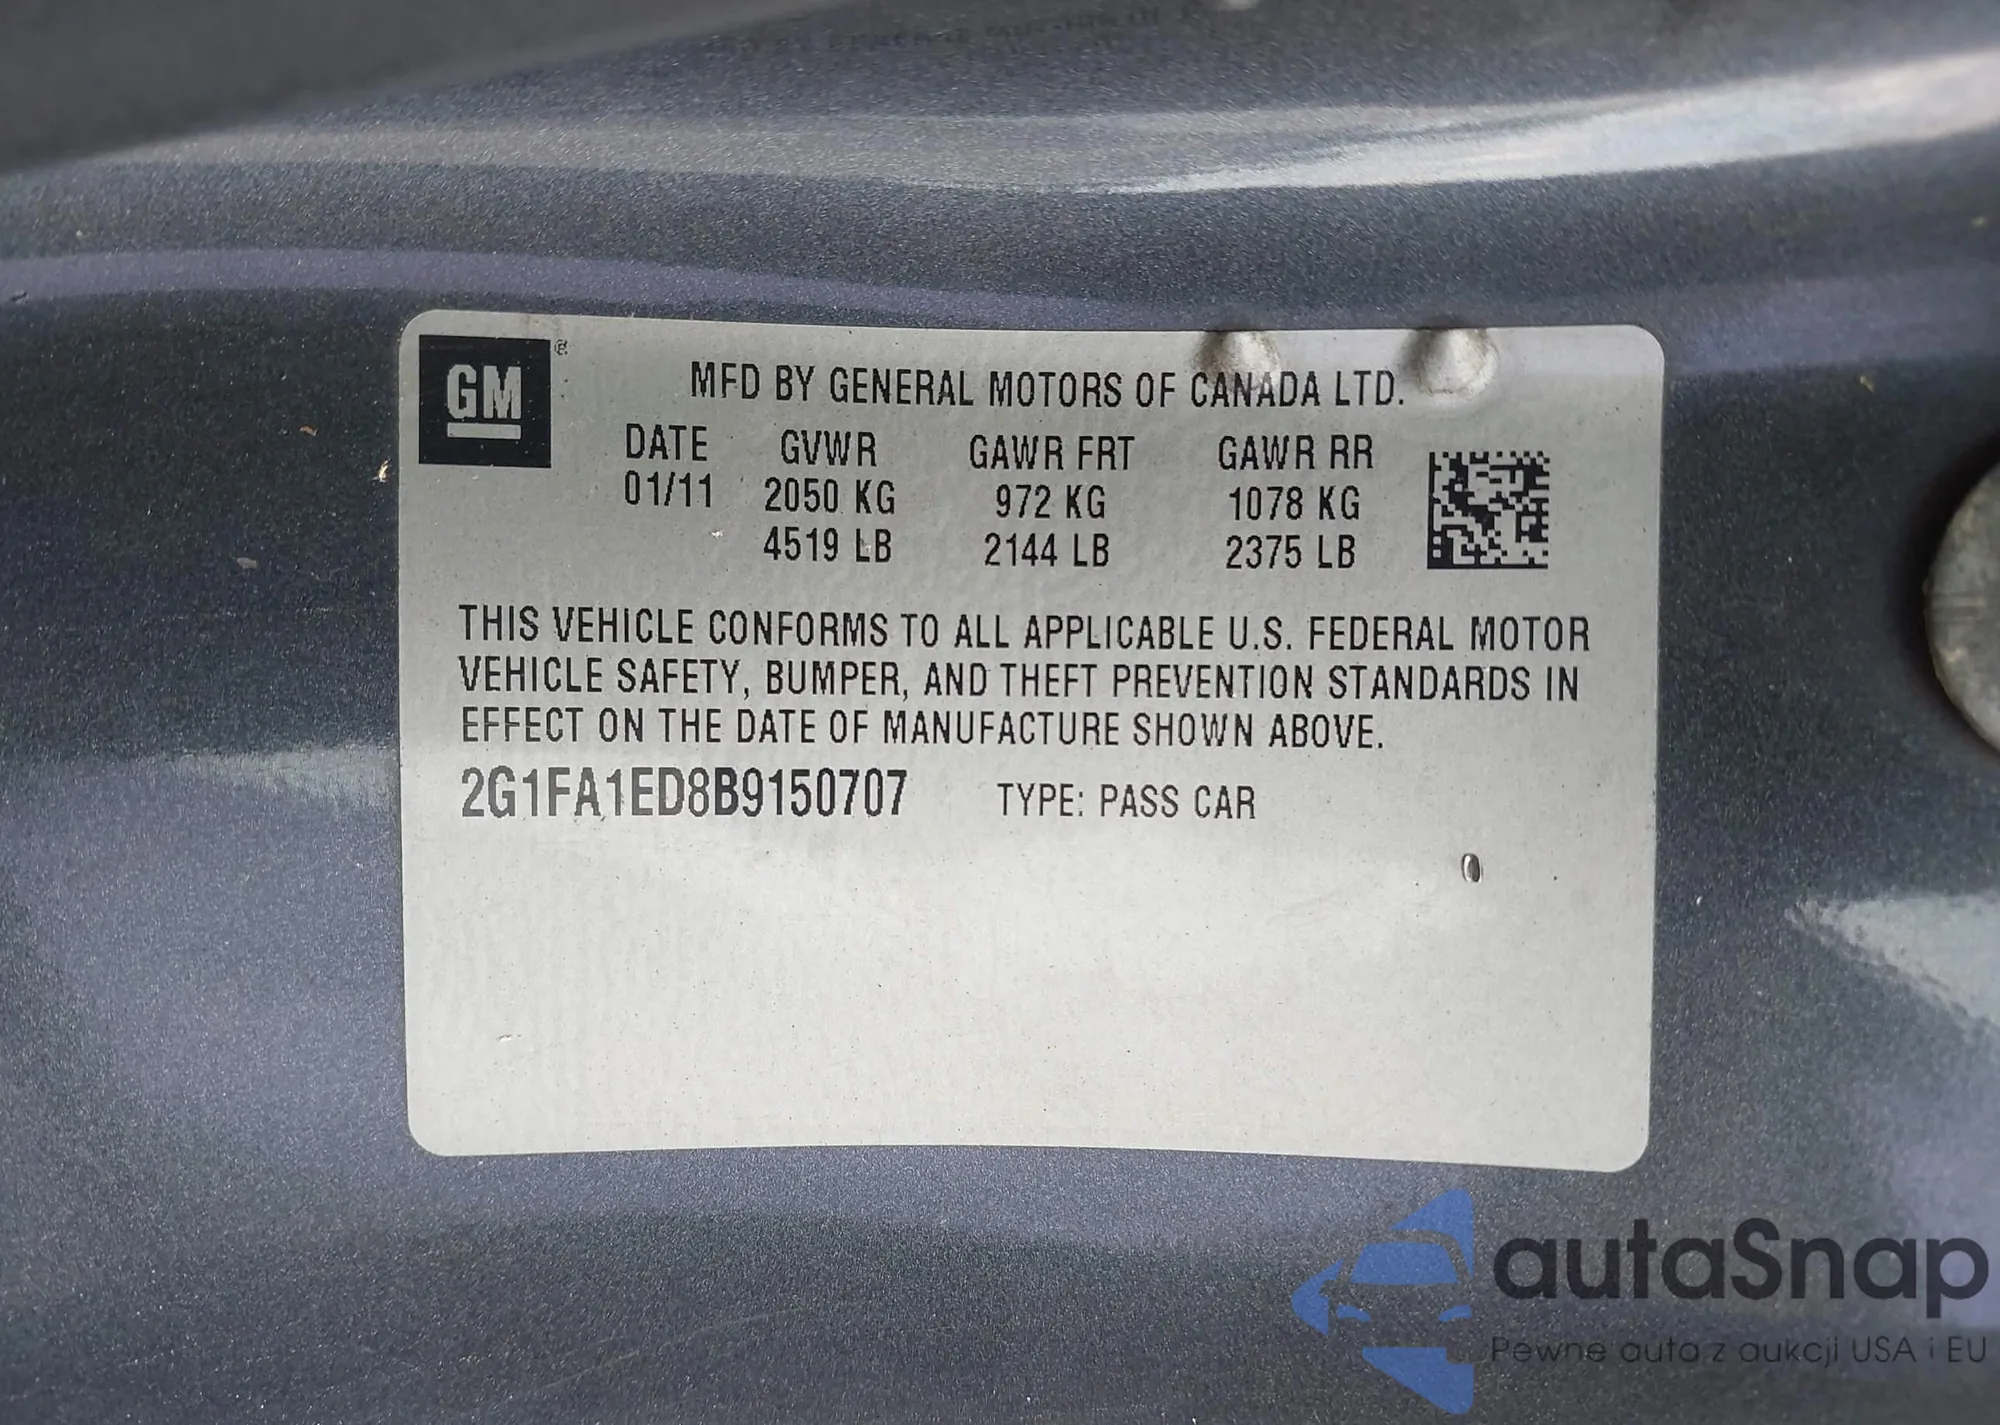 GM ®
MFD BY GENERAL MOTORS OF CANADA LTD.
DATE GVWR GAWR FRT GAWR RR
01/11 2050 KG 972 KG 1078 KG
4519 LB 2144 LB 2375 LB
THIS VEHICLE CONFORMS TO ALL APPLICABLE U.S. FEDERAL MOTOR
VEHICLE SAFETY, BUMPER, AND THEFT PREVENTION STANDARDS IN
EFFECT ON THE DATE OF MANUFACTURE SHOWN ABOVE.
2G1FA1ED8B9150707 TYPE: PASS CAR
autaSnap
Pewne auta z aukcji USA i EU